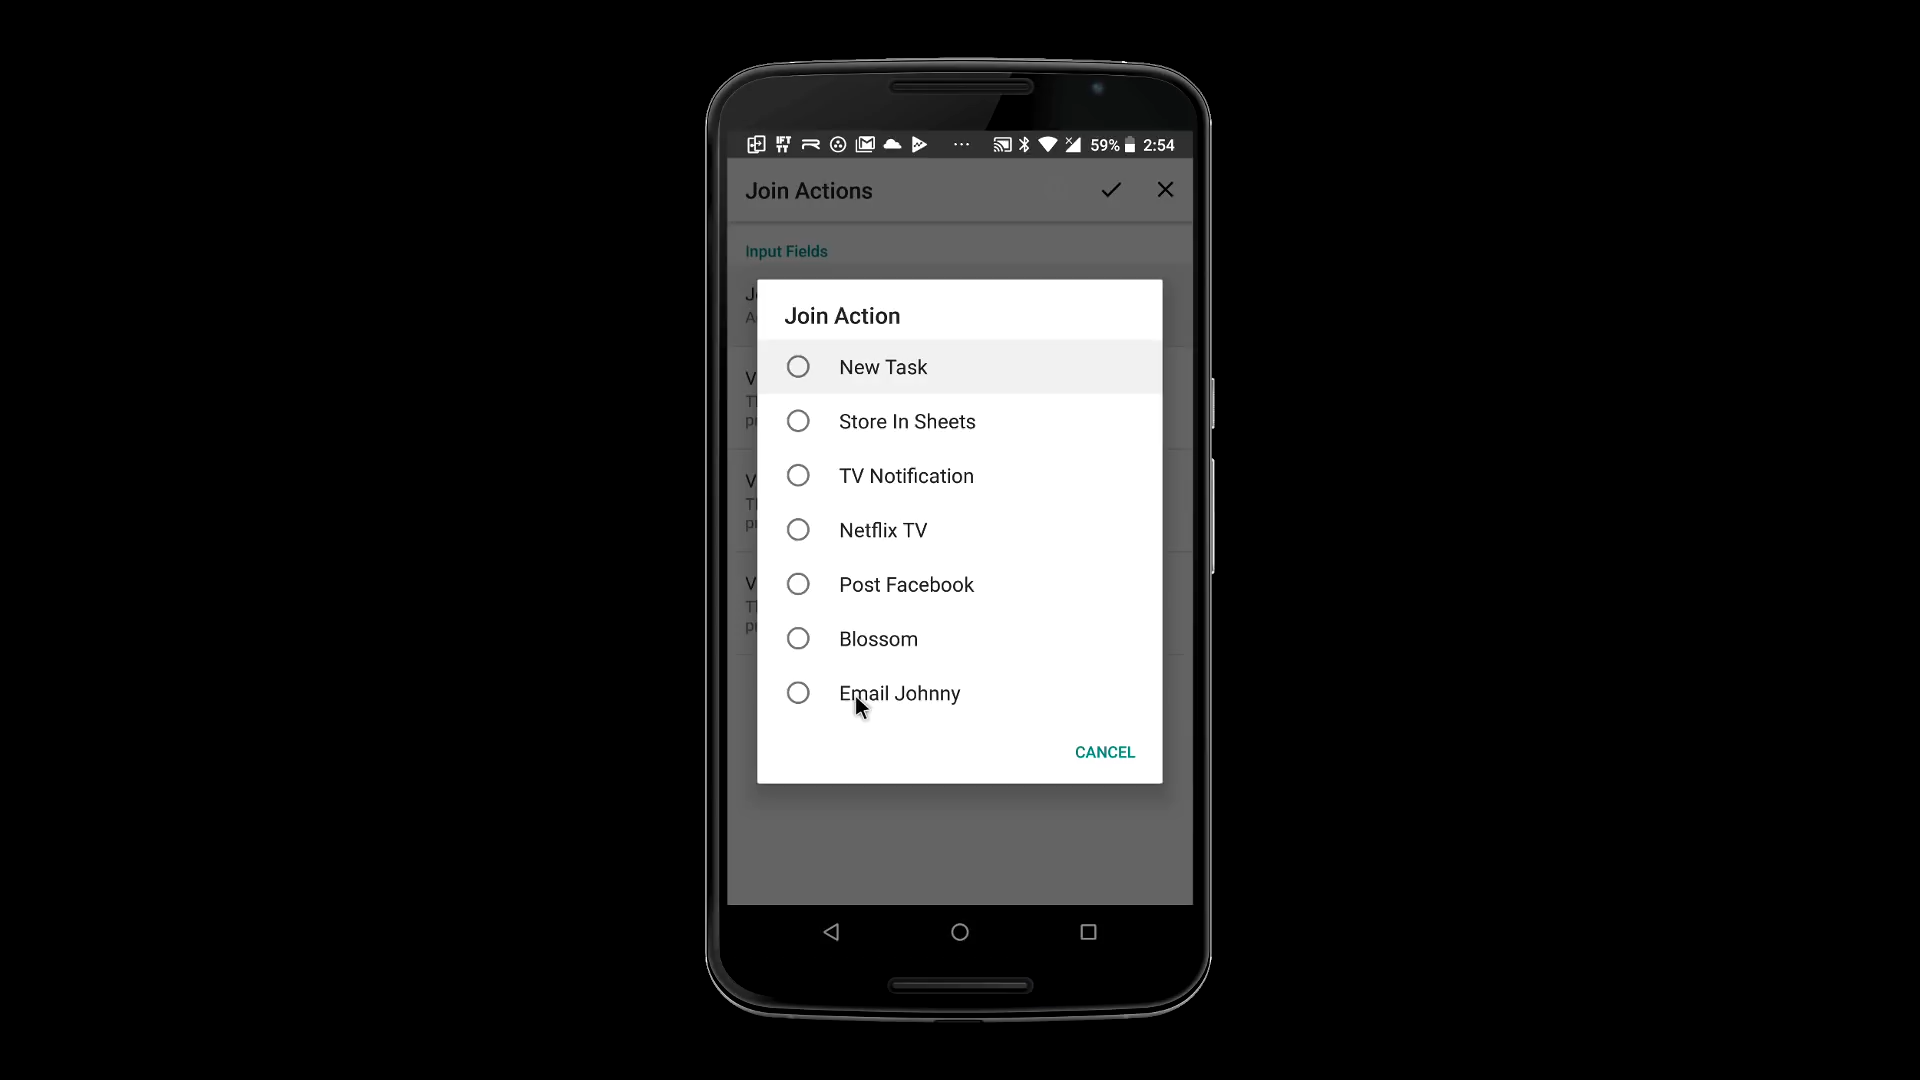 59% 2:54
Join Actions
Input Fields
Join Action
New Task
Store In Sheets
TV Notification
Netflix TV
Post Facebook
Blossom
Email Johnny
CANCEL